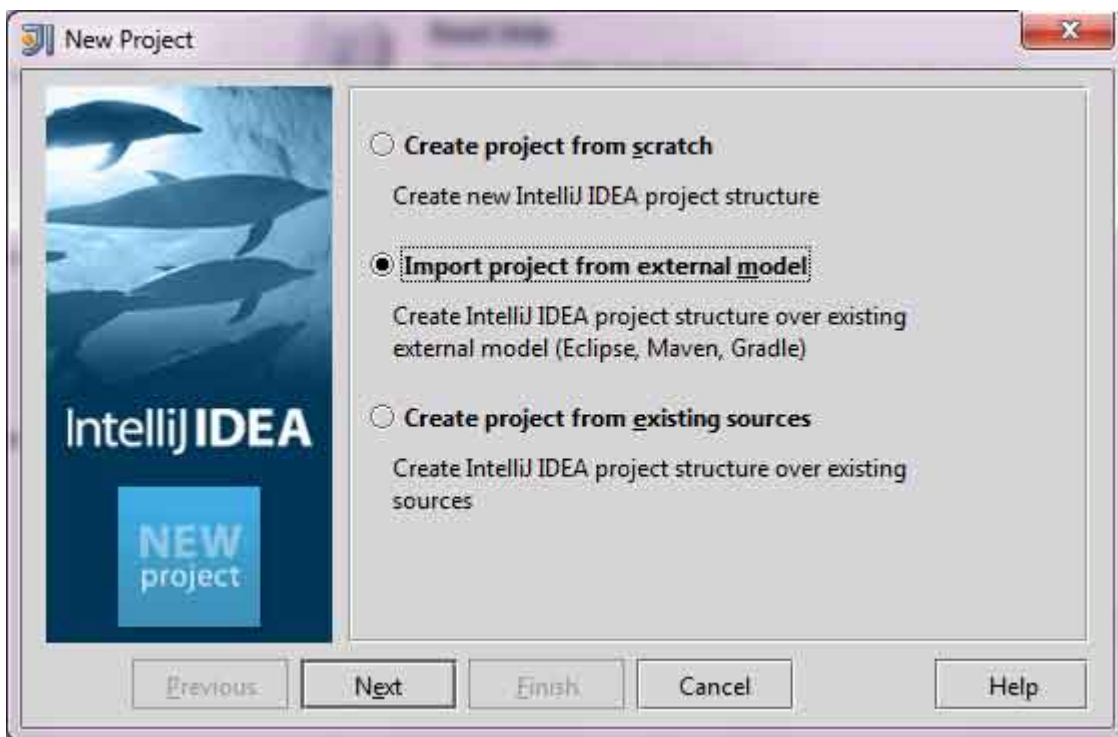 New Project
Create project from scratch
Create new IntelliJ IDEA project structure
Import project from external model
Create IntelliJ IDEA project structure over existing
external model (Eclipse, Maven, Gradle)
Create project from existing sources
Create IntelliJ IDEA project structure over existing
sources
IntelliJ IDEA
NEW
project
Previous Next Finish Cancel Help